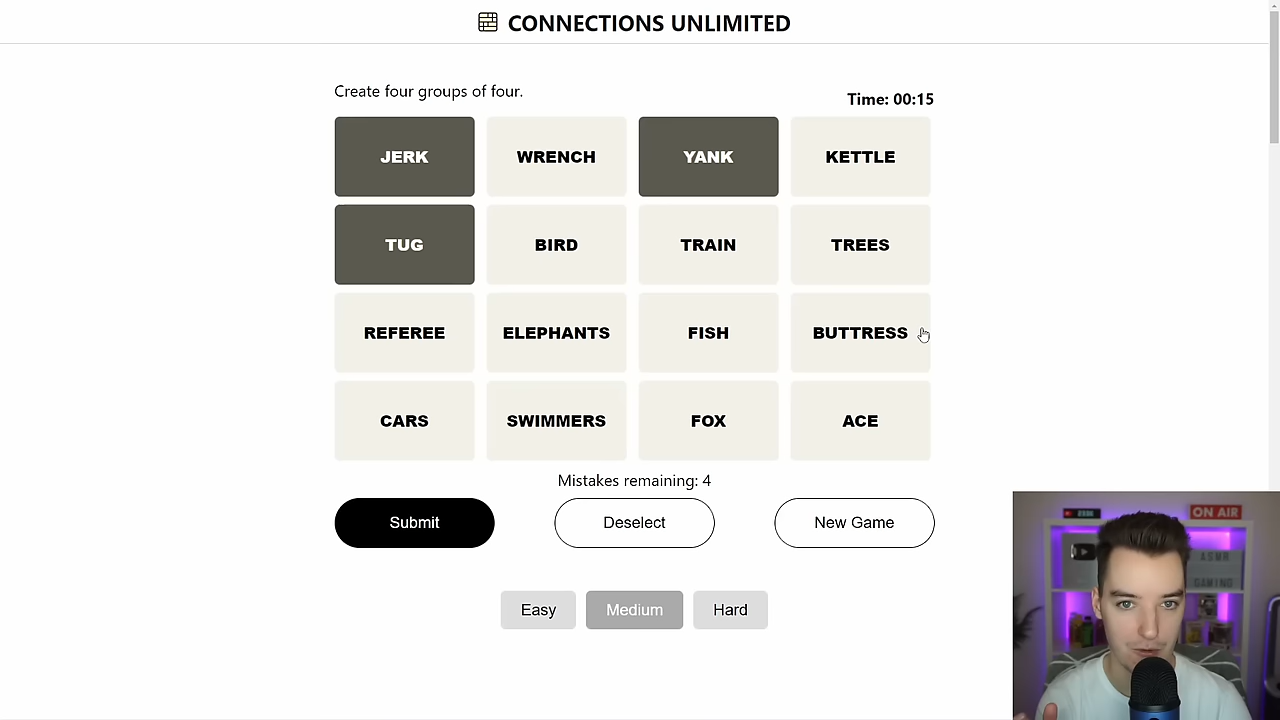 CONNECTIONS UNLIMITED
Create four groups of four.
Time: 00:15
JERK WRENCH YANK KETTLE
TUG BIRD TRAIN TREES
REFEREE ELEPHANTS FISH BUTTRESS
CARS SWIMMERS FOX ACE
Mistakes remaining: 4
Submit Deselect New Game
Easy Medium Hard
ON AIR
ASMR
GAMING